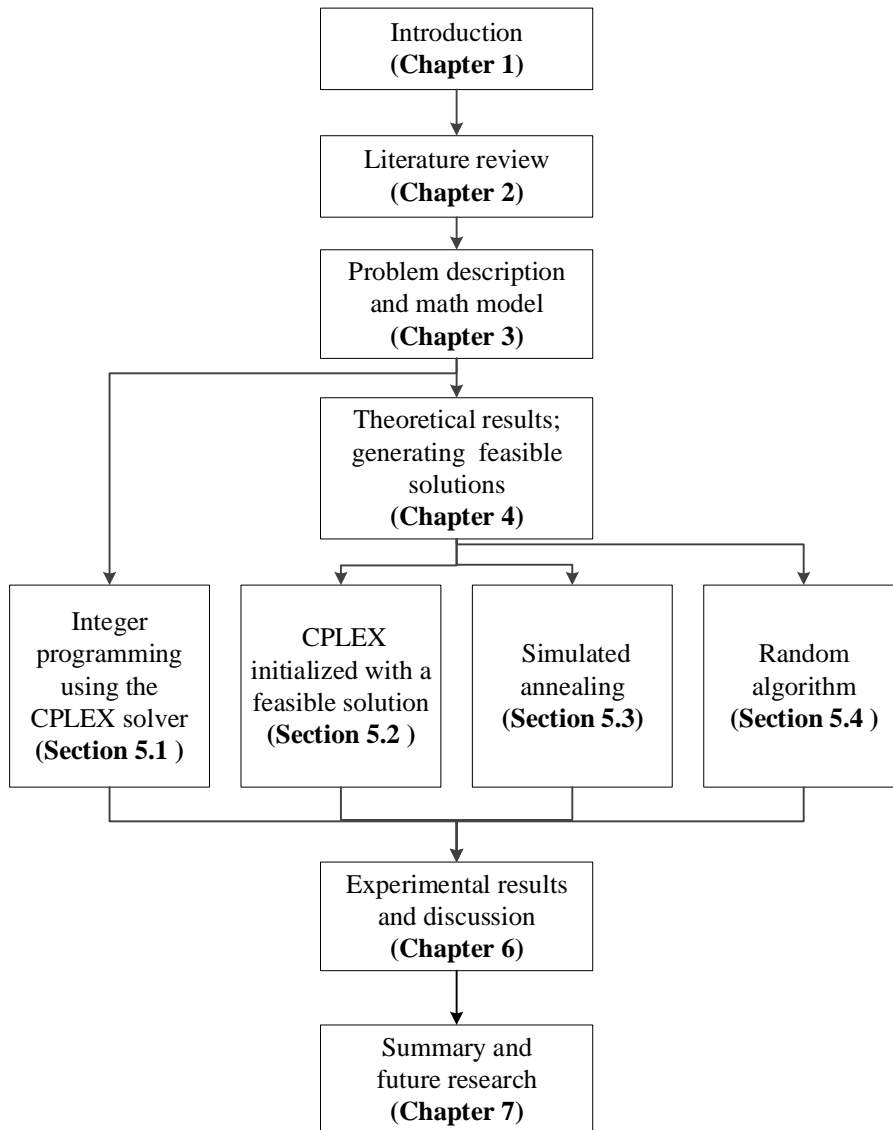 Introduction
(Chapter 1)
Literature review
(Chapter 2)
Problem description
and math model
(Chapter 3)
Theoretical results;
generating  feasible
solutions
(Chapter 4)
Integer
programming
using the
CPLEX solver
(Section 5.1 )
CPLEX
initialized with a
feasible solution
(Section 5.2 )
Simulated
annealing
(Section 5.3)
Random
algorithm
(Section 5.4 )
Experimental results
and discussion
(Chapter 6)
Summary and
future research
(Chapter 7)